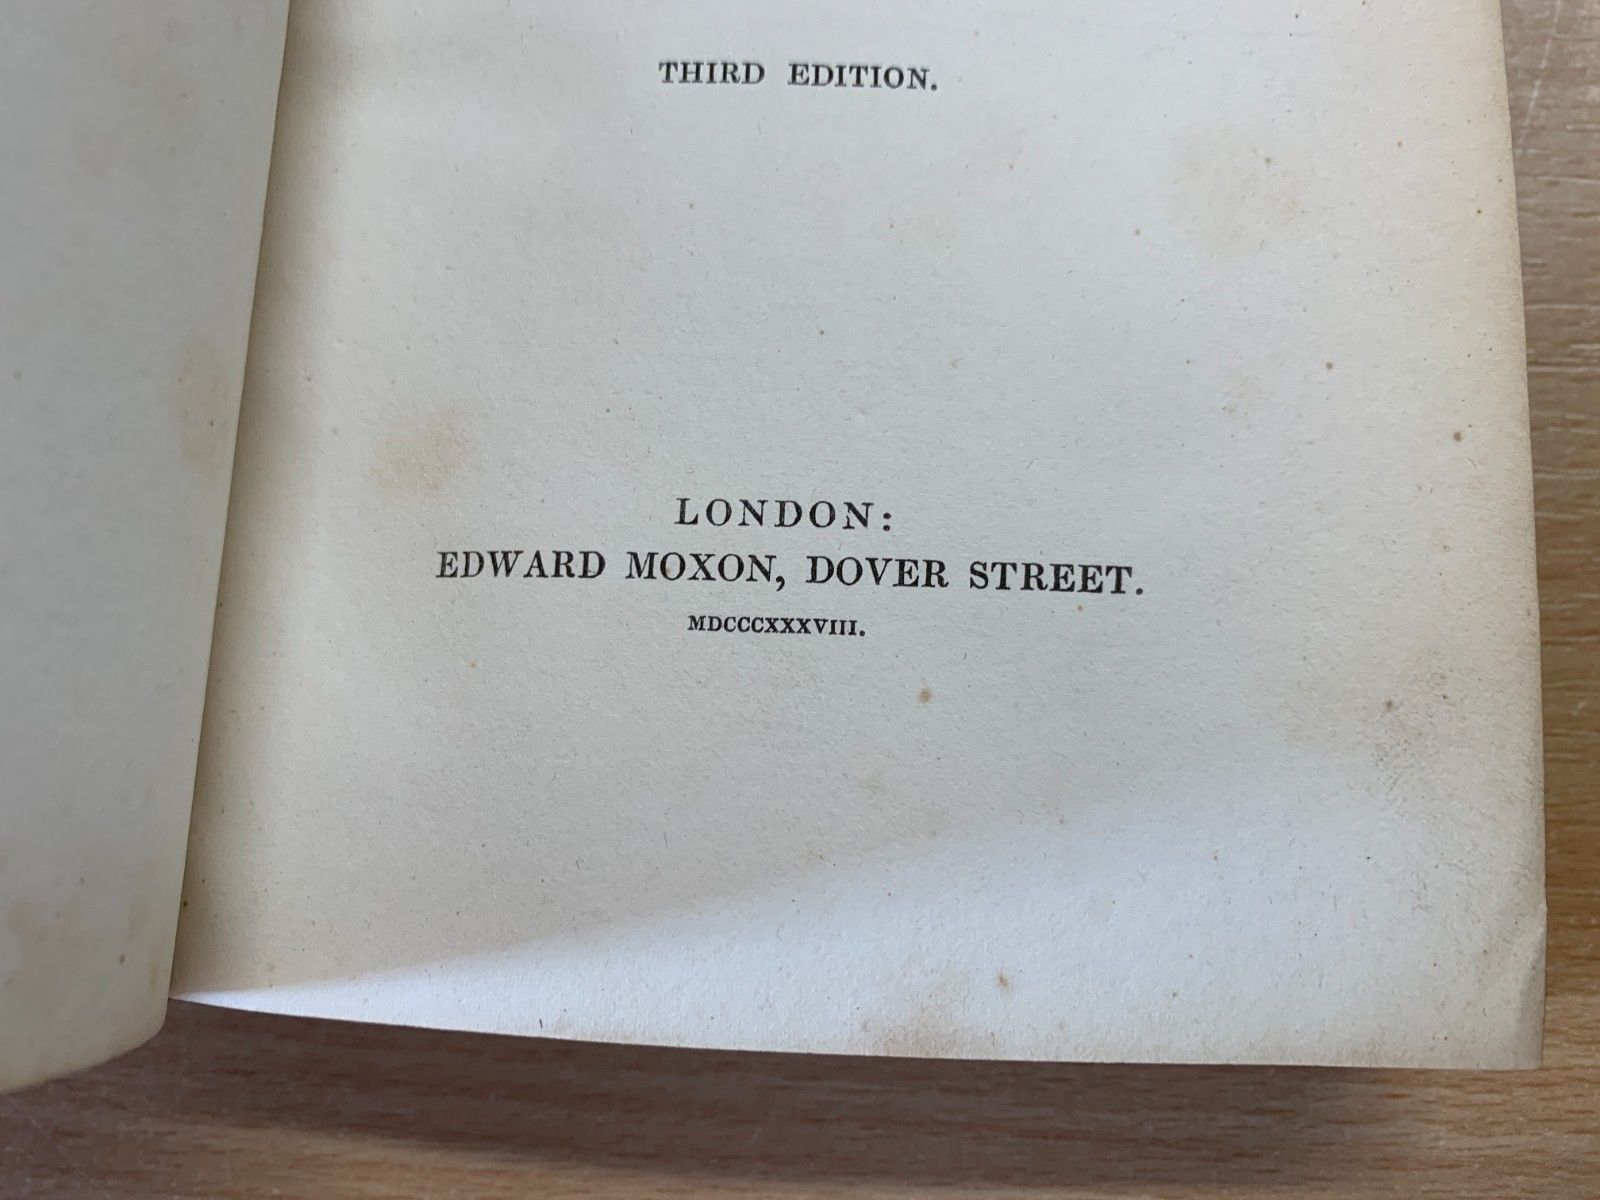 THIRD EDITION.
LONDON:
EDWARD MOXON, DOVER STREET.
MDCCCXXXVIII.